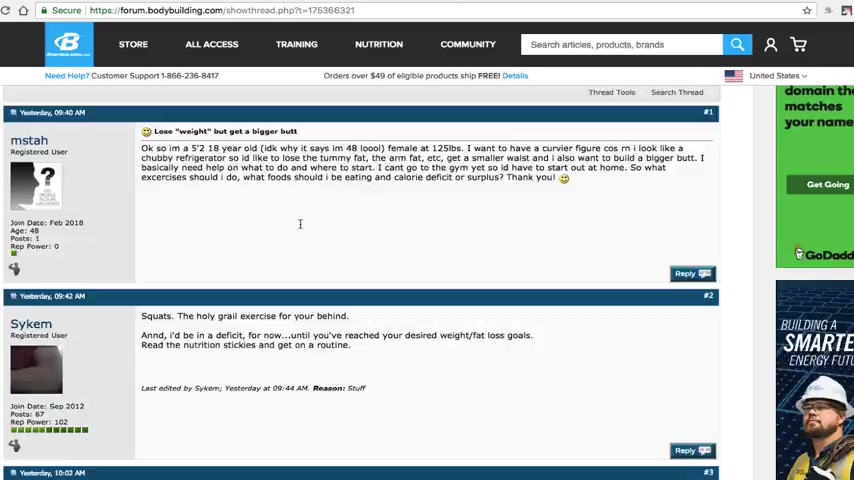 Secure https://forum.bodybuilding.com/showthread.php?t=175366321
BODYBUILDING.COM
STORE ALL ACCESS TRAINING NUTRITION COMMUNITY Search articles, products, brands
Need Help? Customer Support 1-866-236-8417 Orders over $49 of eligible products ship FREE! Details United States
Thread Tools Search Thread
Yesterday, 09:40 AM #1
mstah
Registered User
Join Date: Feb 2018
Age: 48
Posts: 1
Rep Power: 0
Lose "weight" but get a bigger butt
Ok so im a 5'2 18 year old (idk why it says im 48 loool) female at 125lbs. I want to have a curvier figure cos rn i look like a
chubby refrigerator so id like to lose the tummy fat, the arm fat, etc, get a smaller waist and i also want to build a bigger butt. I
basically need help on what to do and where to start. I cant go to the gym yet so id have to start out at home. So what
excercises should i do, what foods should i be eating and calorie deficit or surplus? Thank you!
Reply
Yesterday, 09:42 AM #2
Sykem
Registered User
Join Date: Sep 2012
Posts: 67
Rep Power: 102
Squats. The holy grail exercise for your behind.
Annd, i'd be in a deficit, for now...until you've reached your desired weight/fat loss goals.
Read the nutrition stickies and get on a routine.
Last edited by Sykem; Yesterday at 09:44 AM. Reason: Stuff
Reply
Yesterday, 10:02 AM #3
domain tha
matches
your name
Get Going
GoDadd
BUILDING A
SMARTE
ENERGY FUTU